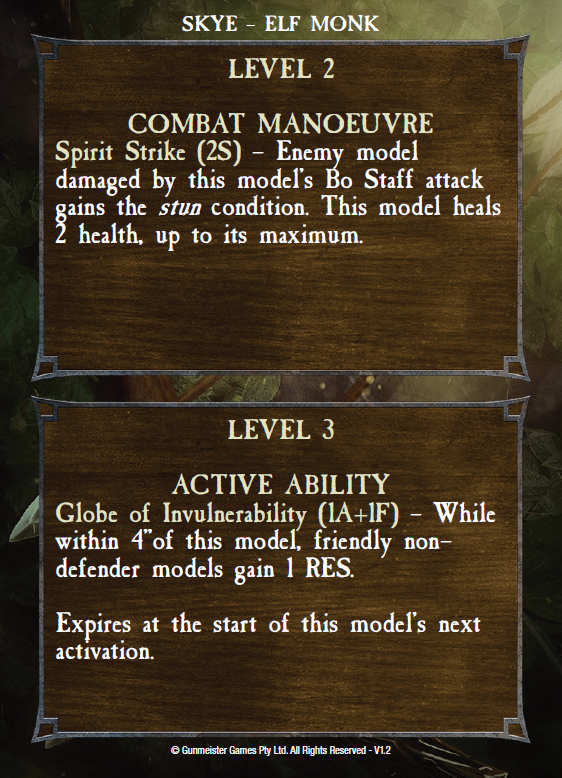 SKYE – ELF MONK
LEVEL 2
COMBAT MANOEUVRE
Spirit Strike (2S) – Enemy model
damaged by this model's Bo Staff attack
gains the stun condition. This model heals
2 health, up to its maximum.
LEVEL 3
ACTIVE ABILITY
Globe of Invulnerability (1A+1F) – While
within 4"of this model, friendly non-
defender models gain 1 RES.
Expires at the start of this model's next
activation.
© Gunmeister Games Pty Ltd. All Rights Reserved - V1.2